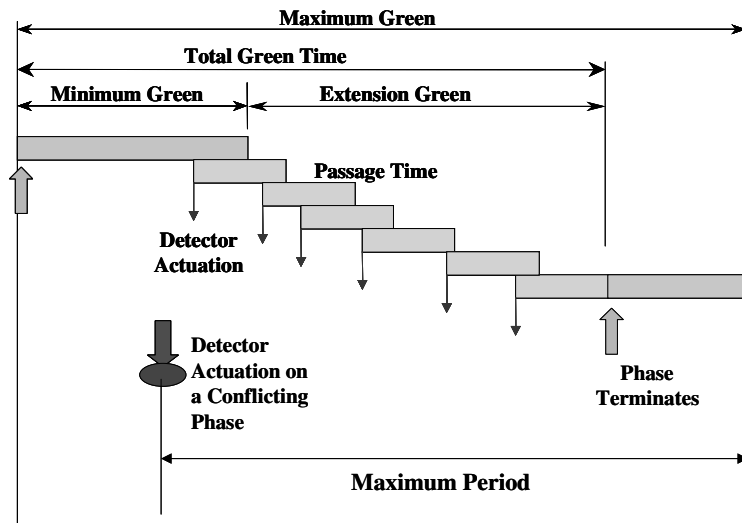 Maximum Green
Total Green Time
Minimum Green
Extension Green
Passage Time
Detector
Actuation
Detector
Actuation on
a Conflicting
Phase
Phase
Terminates
Maximum Period